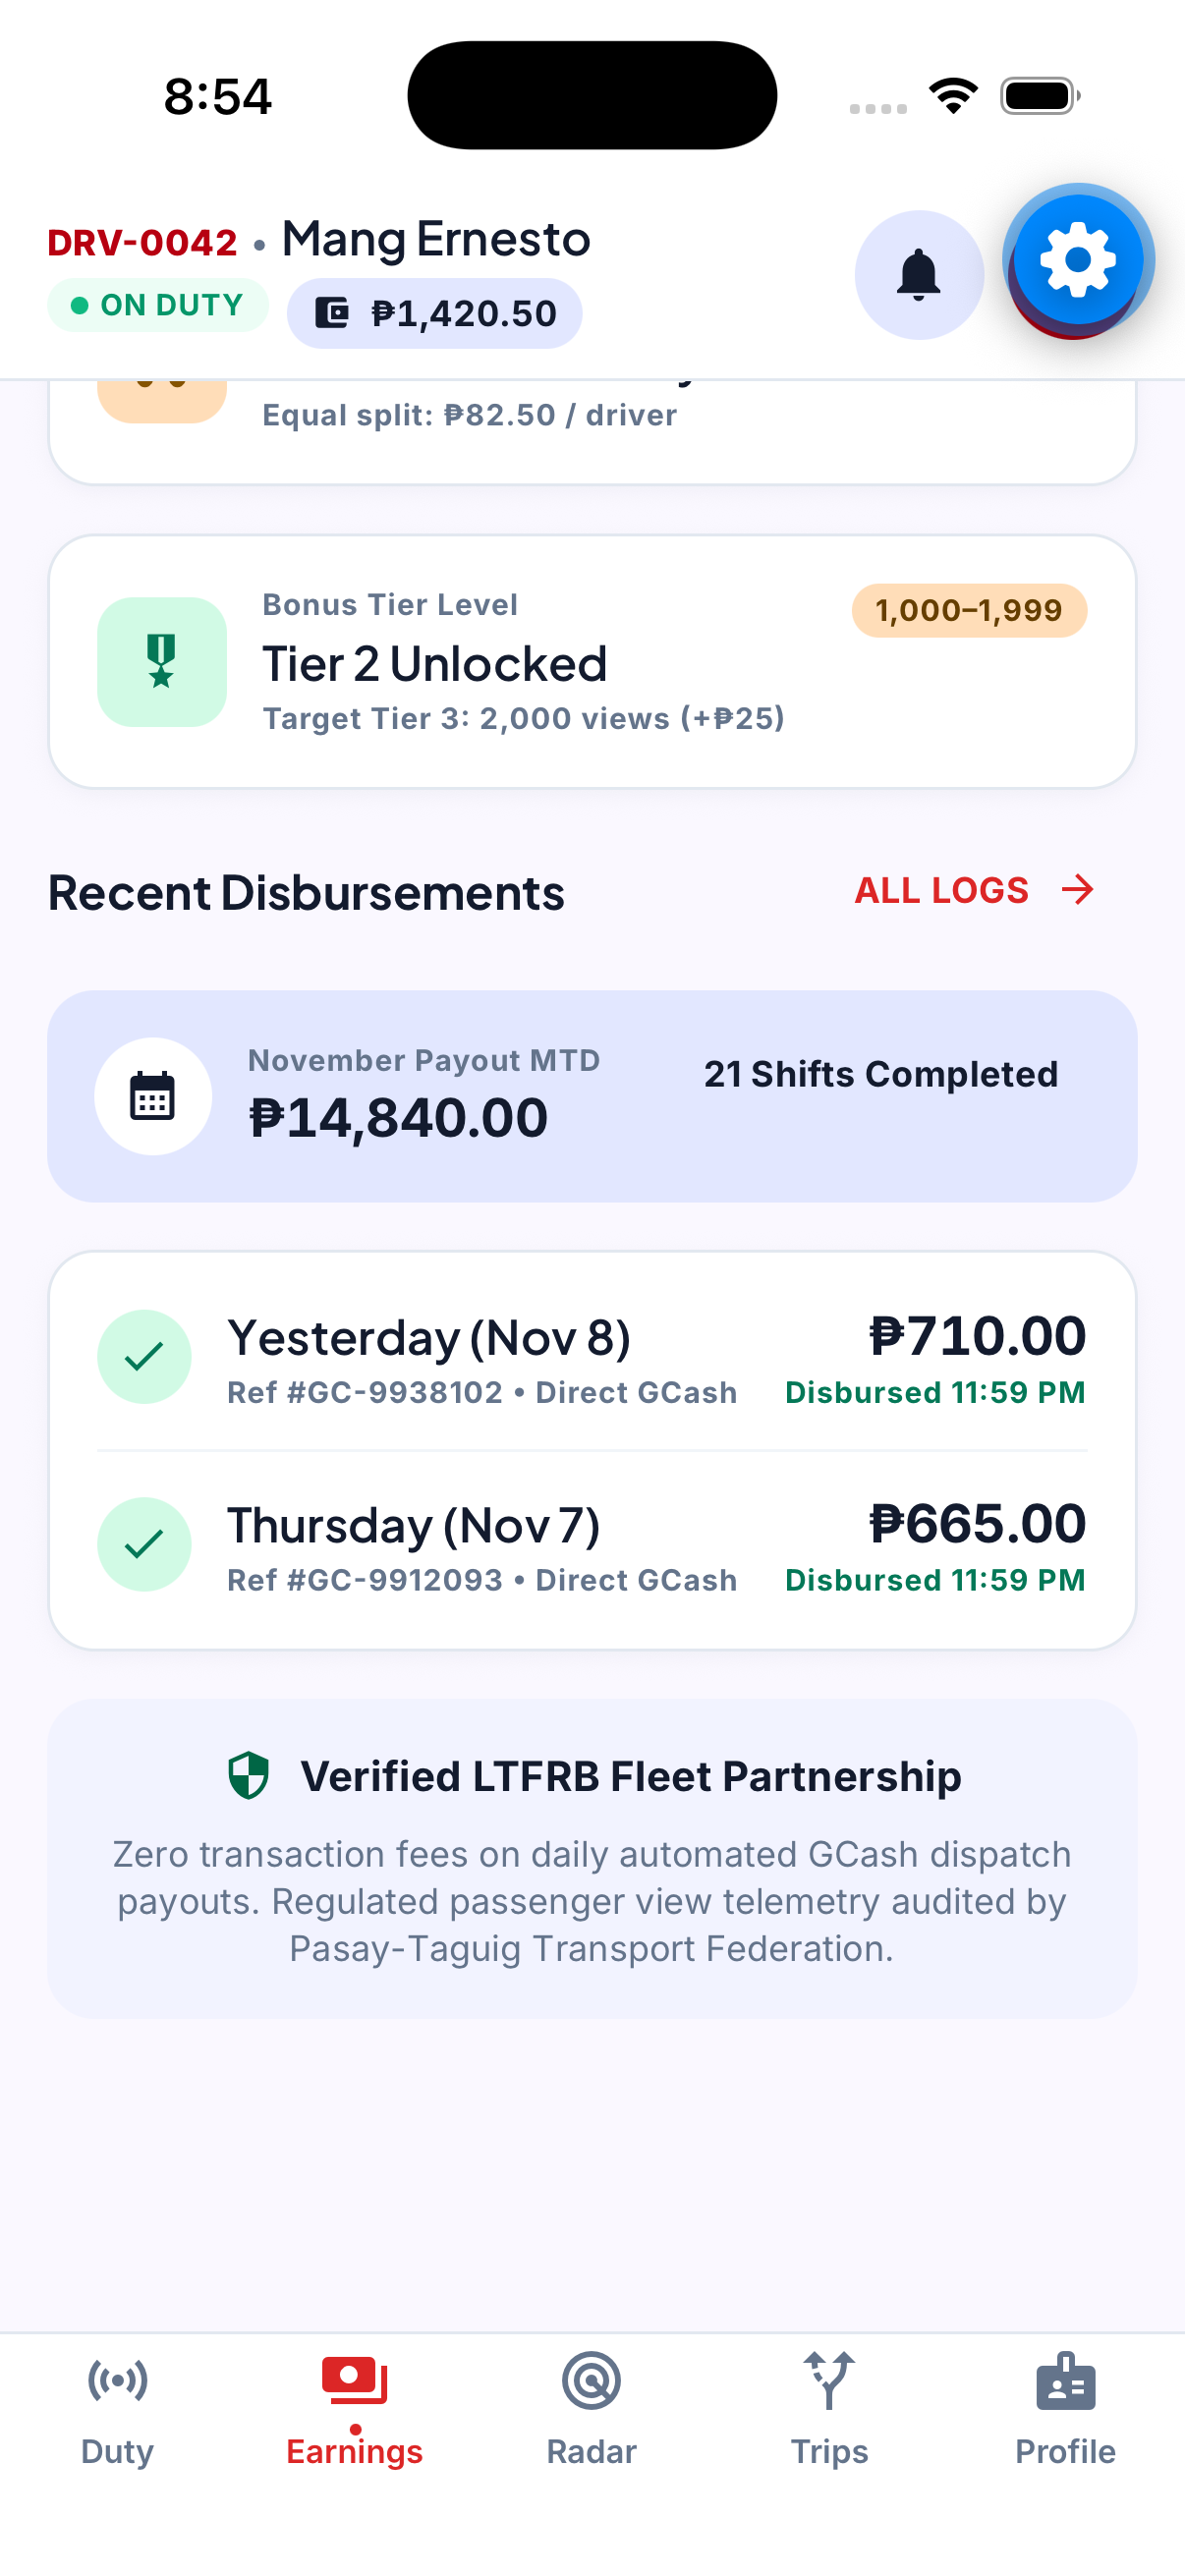 8:54
DRV-0042 • Mang Ernesto
ON DUTY
₱1,420.50
Equal split: ₱82.50 / driver
Bonus Tier Level
1,000–1,999
Tier 2 Unlocked
Target Tier 3: 2,000 views (+₱25)
Recent Disbursements
ALL LOGS
November Payout MTD
21 Shifts Completed
₱14,840.00
Yesterday (Nov 8)
₱710.00
Ref #GC-9938102 • Direct GCash
Disbursed 11:59 PM
Thursday (Nov 7)
₱665.00
Ref #GC-9912093 • Direct GCash
Disbursed 11:59 PM
Verified LTFRB Fleet Partnership
Zero transaction fees on daily automated GCash dispatch
payouts. Regulated passenger view telemetry audited by
Pasay-Taguig Transport Federation.
Duty
Earnings
Radar
Trips
Profile